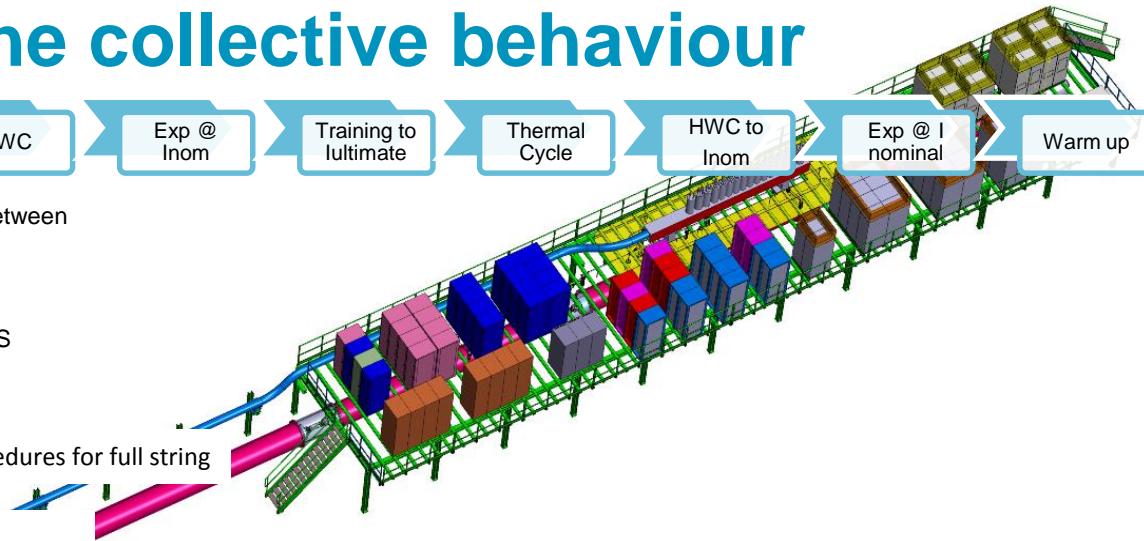 ne collective behaviour
WC
Exp @
Inom
Training to
Iultimate
Thermal
Cycle
HWC to
Inom
Exp @ I
nominal
Warm up
etween
S
edures for full string